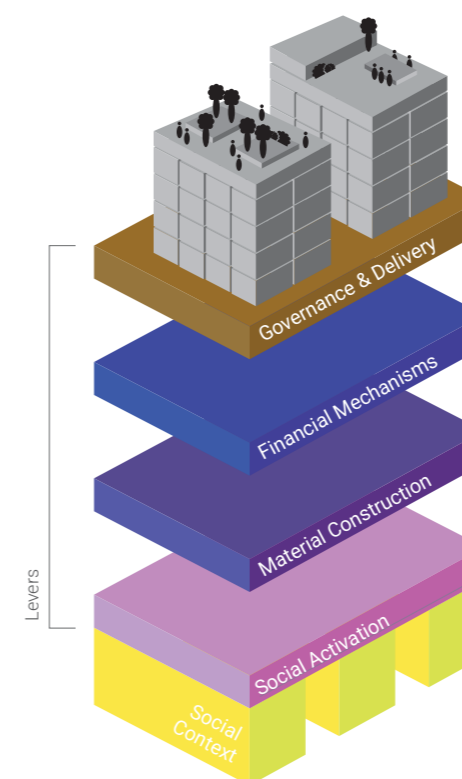 Governance & Delivery
Financial Mechanisms
Material Construction
Levers
Social Activation
Social
Context